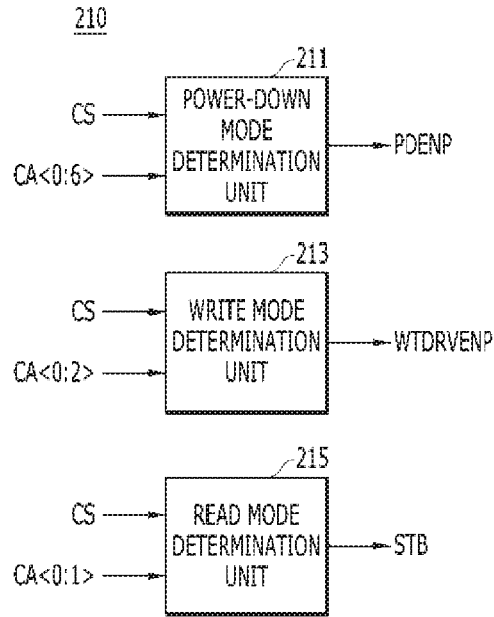 210
211
CS
CA<0:6>
POWER-DOWN
MODE
DETERMINATION
UNIT
PDENP
213
CS
CA<0:2>
WRITE MODE
DETERMINATION
UNIT
WTDRVENP
215
CS
CA<0:1>
READ MODE
DETERMINATION
UNIT
STB